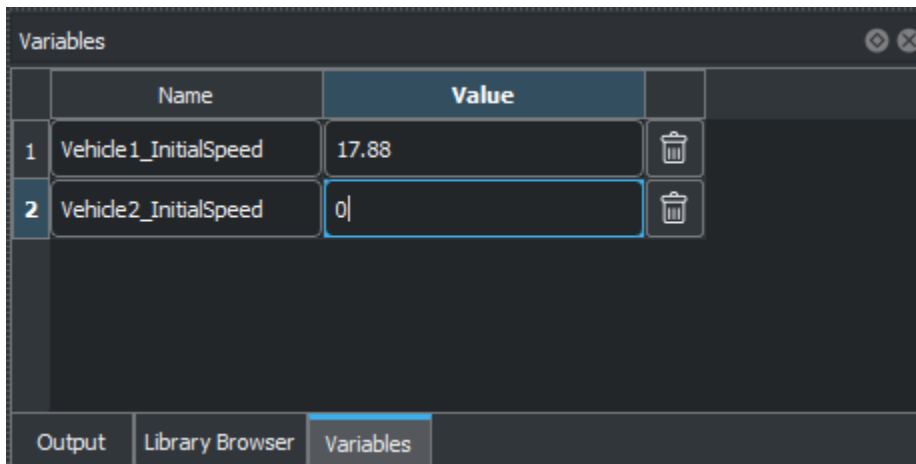 Variables
Name Value
1 Vehicle1_InitialSpeed 17.88
2 Vehicle2_InitialSpeed 0
Output Library Browser Variables